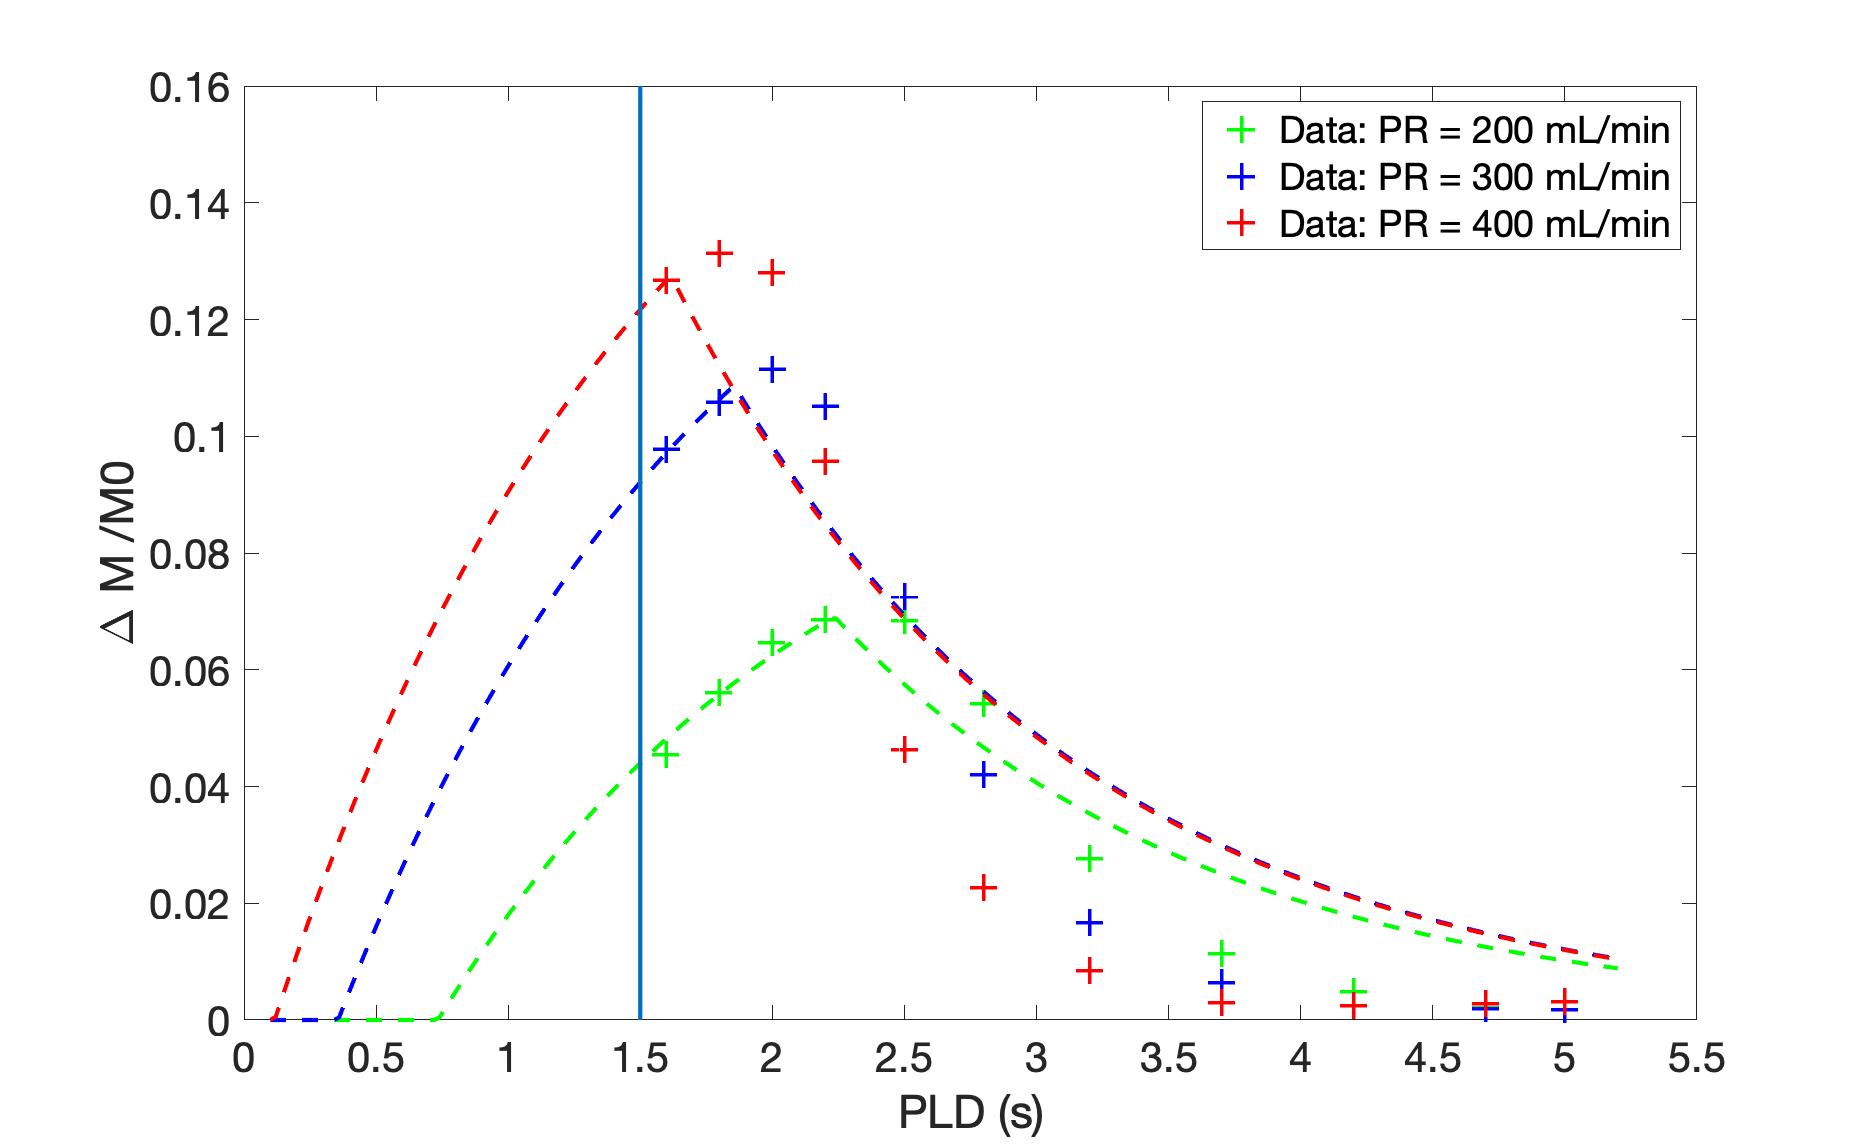 0.16
0.14
0.12
0.1
0.08
0.06
0.04
0.02
0
Δ M /M0
Data: PR = 200 mL/min
Data: PR = 300 mL/min
Data: PR = 400 mL/min
0 0.5 1 1.5 2 2.5 3 3.5 4 4.5 5 5.5
PLD (s)